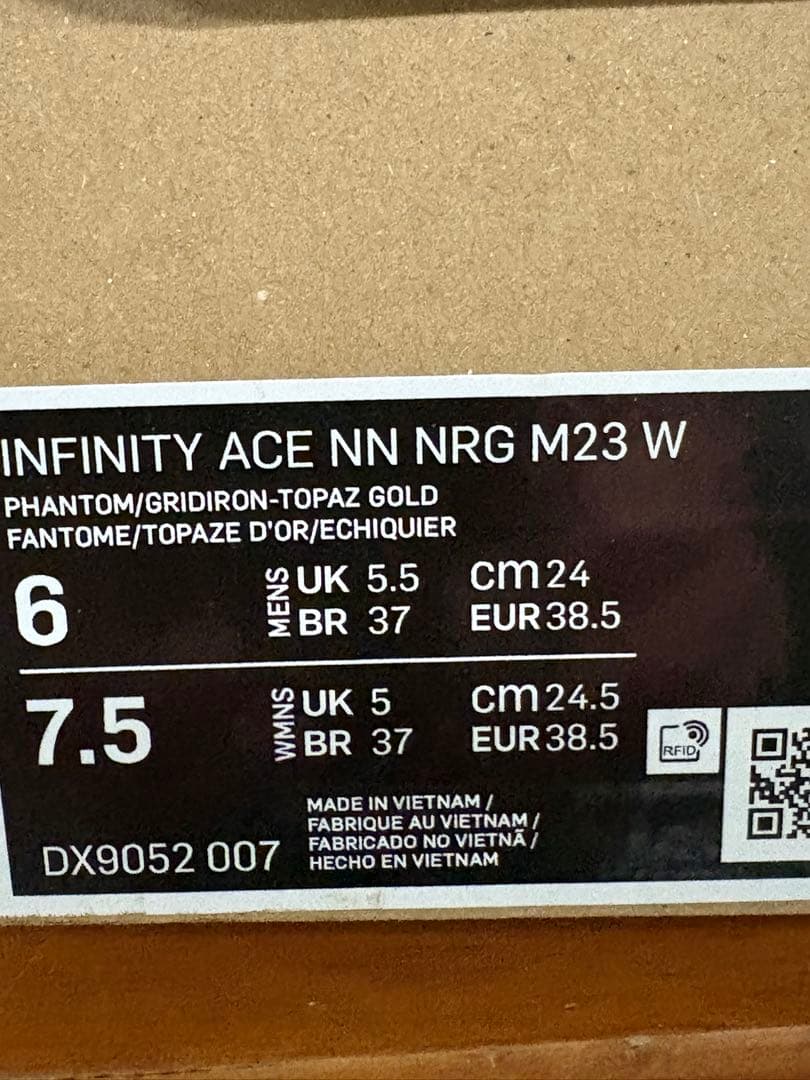 INFINITY ACE NN NRG M23 W
PHANTOM/GRIDIRON-TOPAZ GOLD
FANTOME/TOPAZE D'OR/ECHIQUIER
6 MENS UK 5.5 cm 24
BR 37 EUR 38.5
7.5 WMNS UK 5 cm 24.5
BR 37 EUR 38.5
RFID
MADE IN VIETNAM /
FABRIQUE AU VIETNAM /
FABRICADO NO VIETNÃ /
HECHO EN VIETNAM
DX9052 007